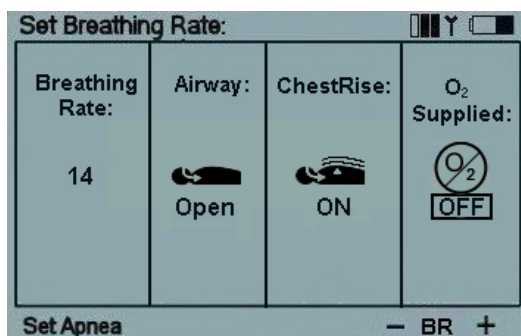 Set Breathing Rate:
Breathing
Rate:
14
Airway:
Open
ChestRise:
ON
O₂
Supplied:
O₂
OFF
Set Apnea
− BR +